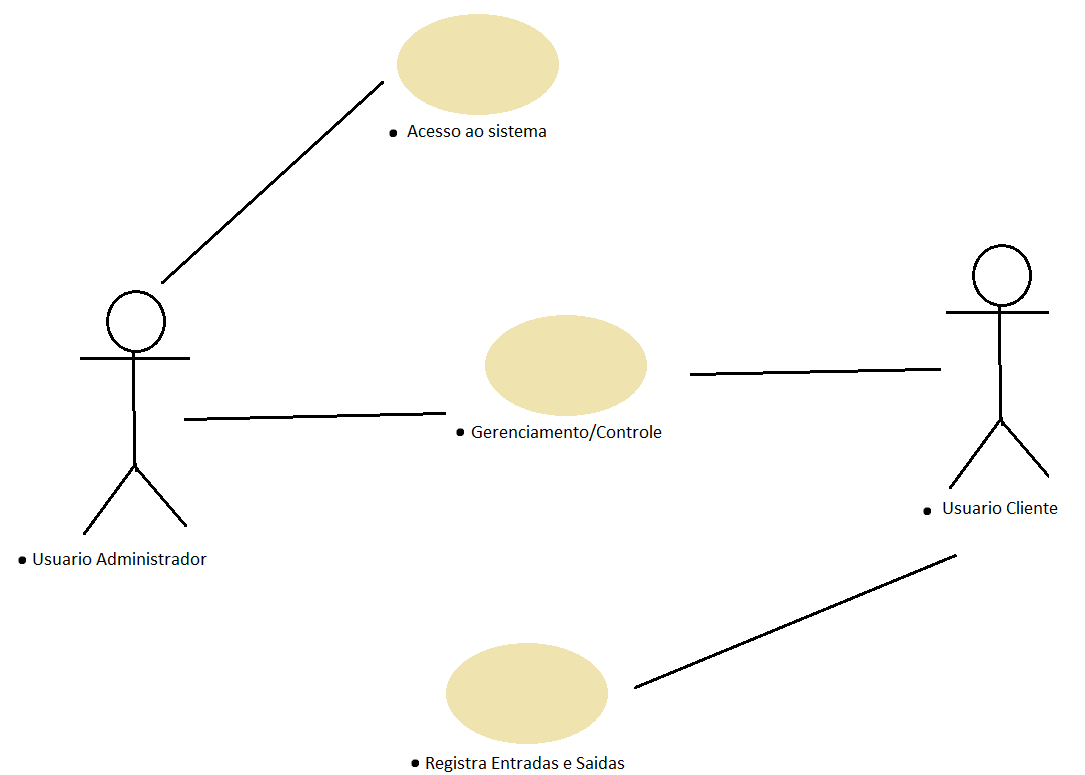 • Acesso ao sistema
• Gerenciamento/Controle
• Usuario Cliente
• Usuario Administrador
• Registra Entradas e Saidas